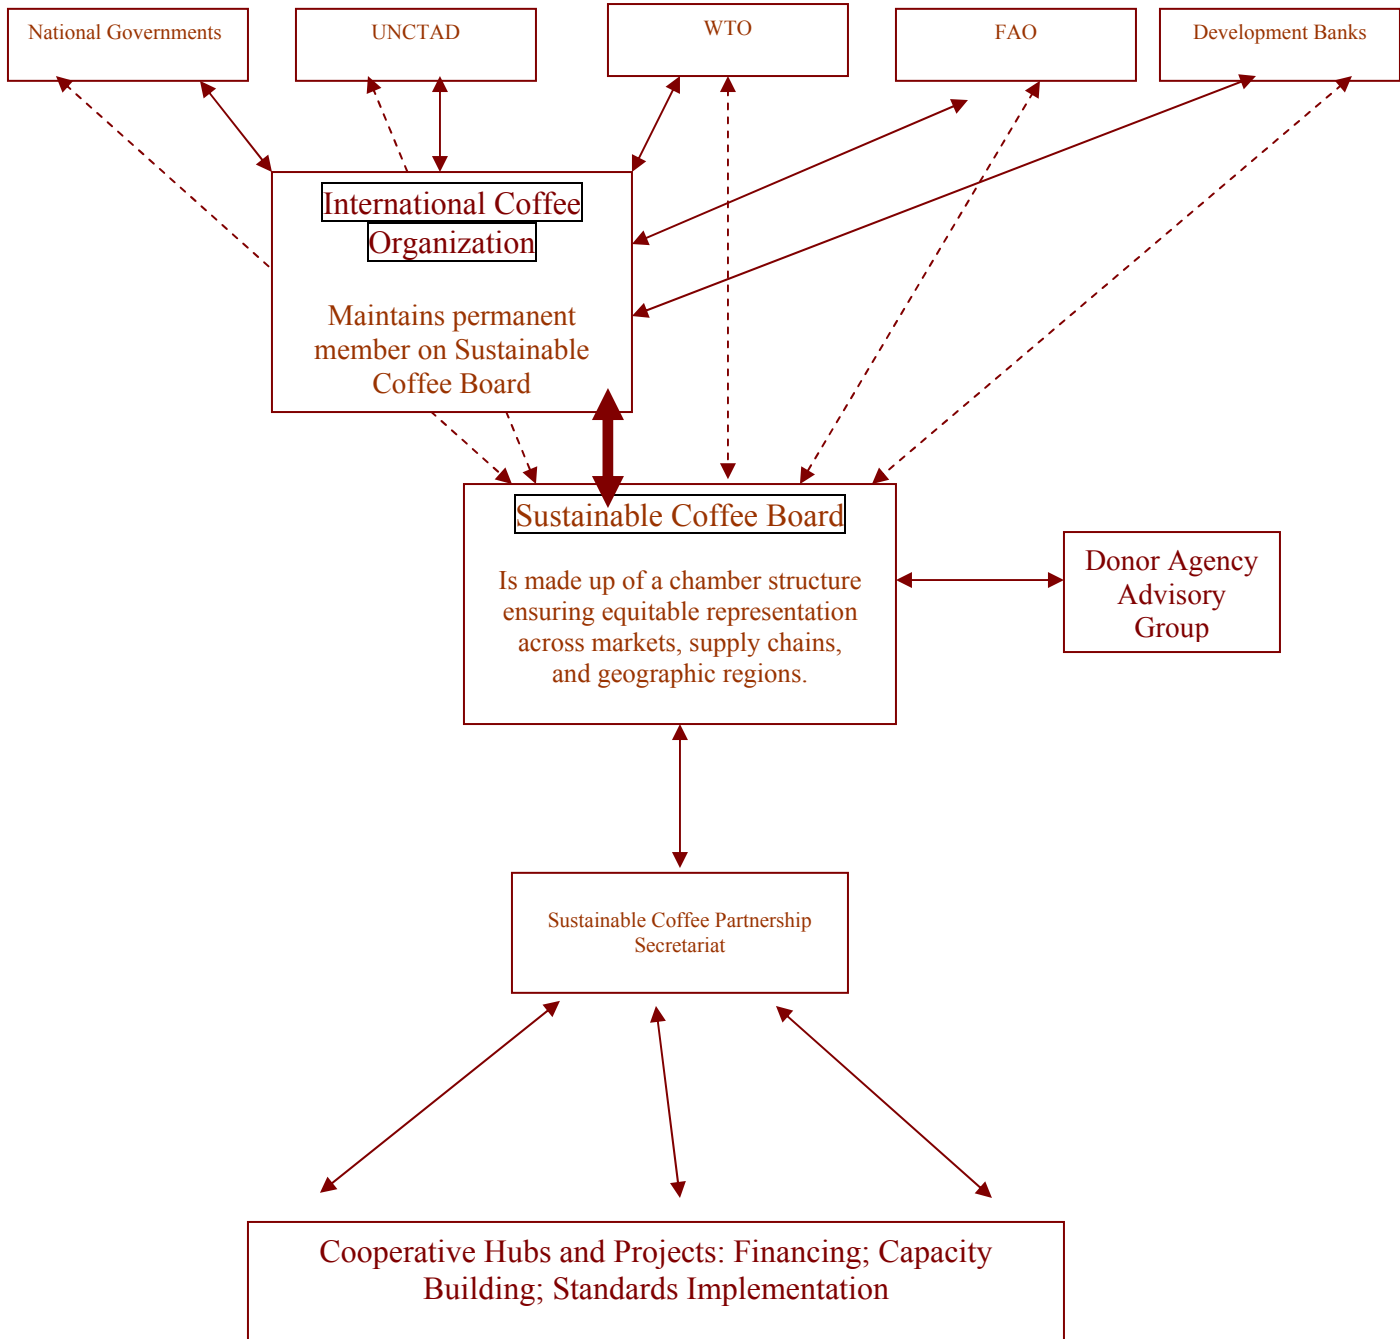 National Governments
UNCTAD
WTO
FAO
Development Banks
International Coffee
Organization
Maintains permanent
member on Sustainable
Coffee Board
Sustainable Coffee Board
Is made up of a chamber structure
ensuring equitable representation
across markets, supply chains,
and geographic regions.
Donor Agency
Advisory
Group
Sustainable Coffee Partnership
Secretariat
Cooperative Hubs and Projects: Financing; Capacity
Building; Standards Implementation